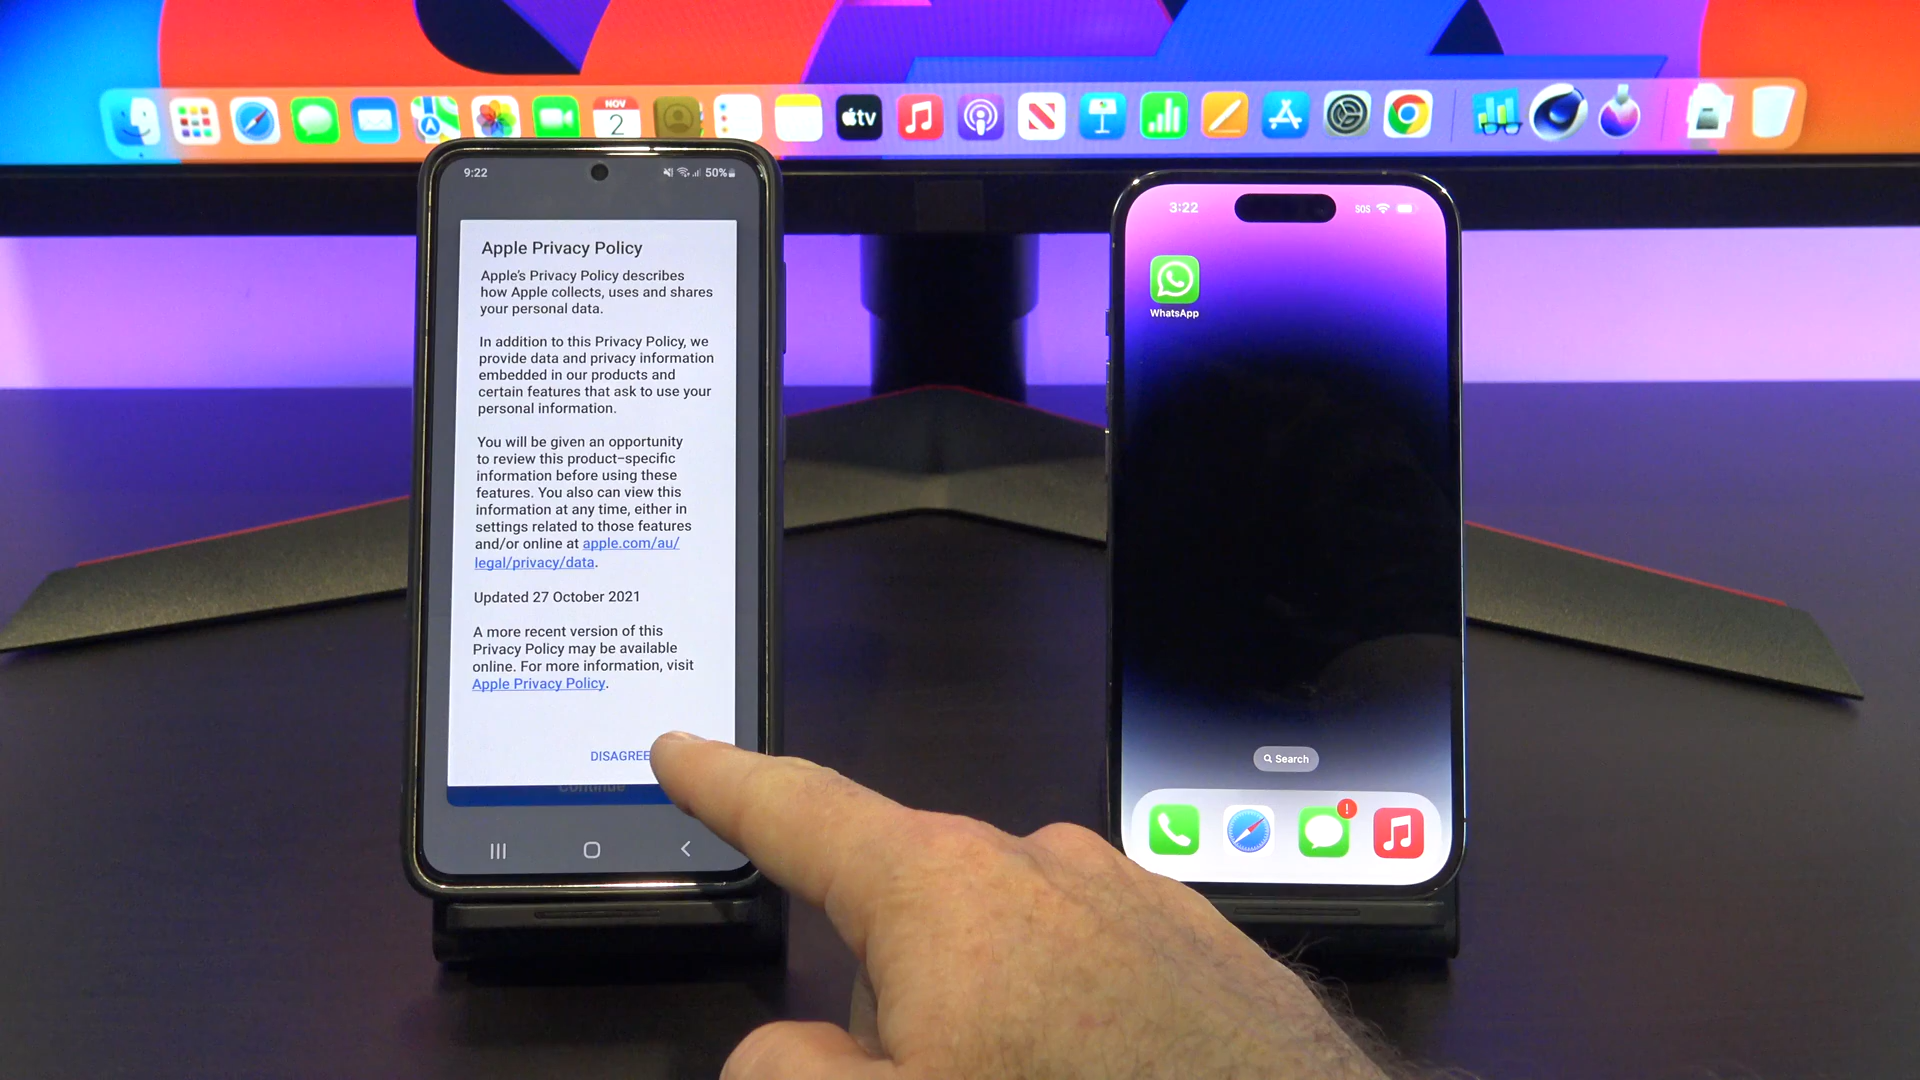 NOV
2
tv
9:22
50%
Apple Privacy Policy
Apple's Privacy Policy describes
how Apple collects, uses and shares
your personal data.
In addition to this Privacy Policy, we
provide data and privacy information
embedded in our products and
certain features that ask to use your
personal information.
You will be given an opportunity
to review this product-specific
information before using these
features. You also can view this
information at any time, either in
settings related to those features
and/or online at apple.com/au/
legal/privacy/data.
Updated 27 October 2021
A more recent version of this
Privacy Policy may be available
online. For more information, visit
Apple Privacy Policy.
DISAGREE
Continue
3:22
SOS
WhatsApp
Search
!